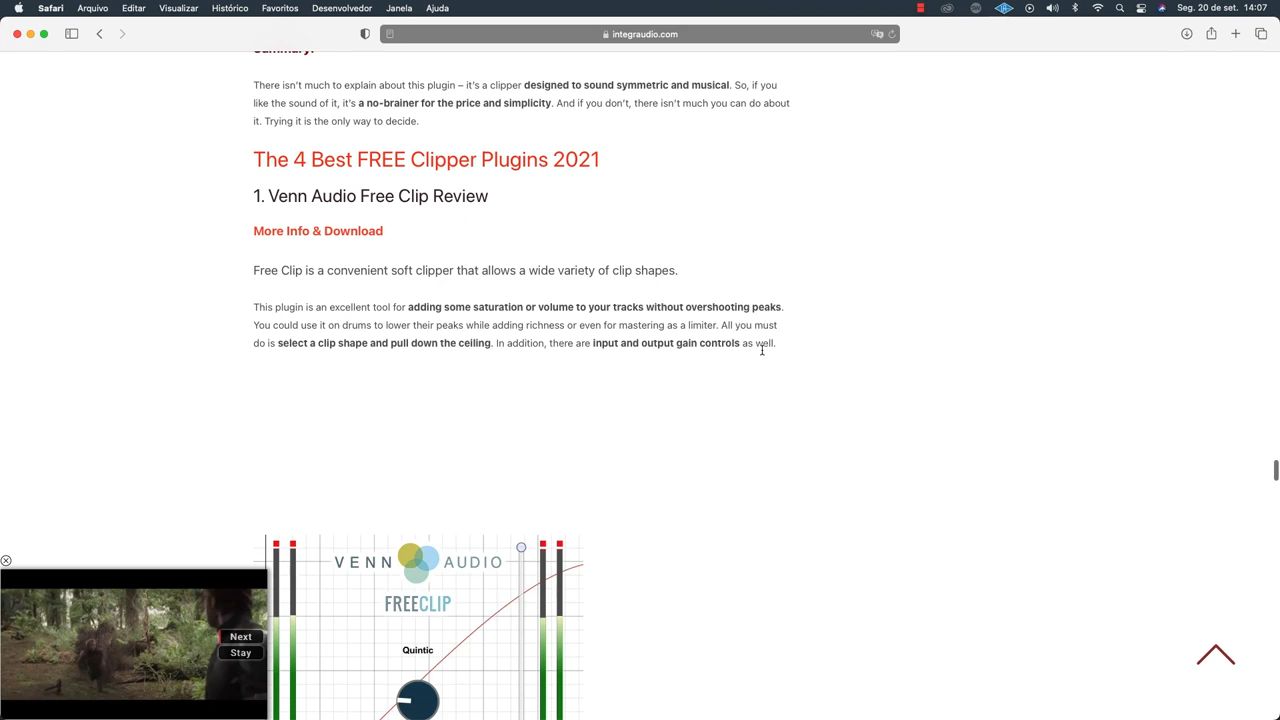 Safari Arquivo Editar Visualizar Histórico Favoritos Desenvolvedor Janela Ajuda Seg. 20 de set. 14:07
integraudio.com
Summary:
There isn't much to explain about this plugin – it's a clipper designed to sound symmetric and musical. So, if you
like the sound of it, it's a no-brainer for the price and simplicity. And if you don't, there isn't much you can do about
it. Trying it is the only way to decide.
The 4 Best FREE Clipper Plugins 2021
1. Venn Audio Free Clip Review
More Info & Download
Free Clip is a convenient soft clipper that allows a wide variety of clip shapes.
This plugin is an excellent tool for adding some saturation or volume to your tracks without overshooting peaks.
You could use it on drums to lower their peaks while adding richness or even for mastering as a limiter. All you must
do is select a clip shape and pull down the ceiling. In addition, there are input and output gain controls as well.
VENN AUDIO
FREECLIP
Quintic
Next
Stay